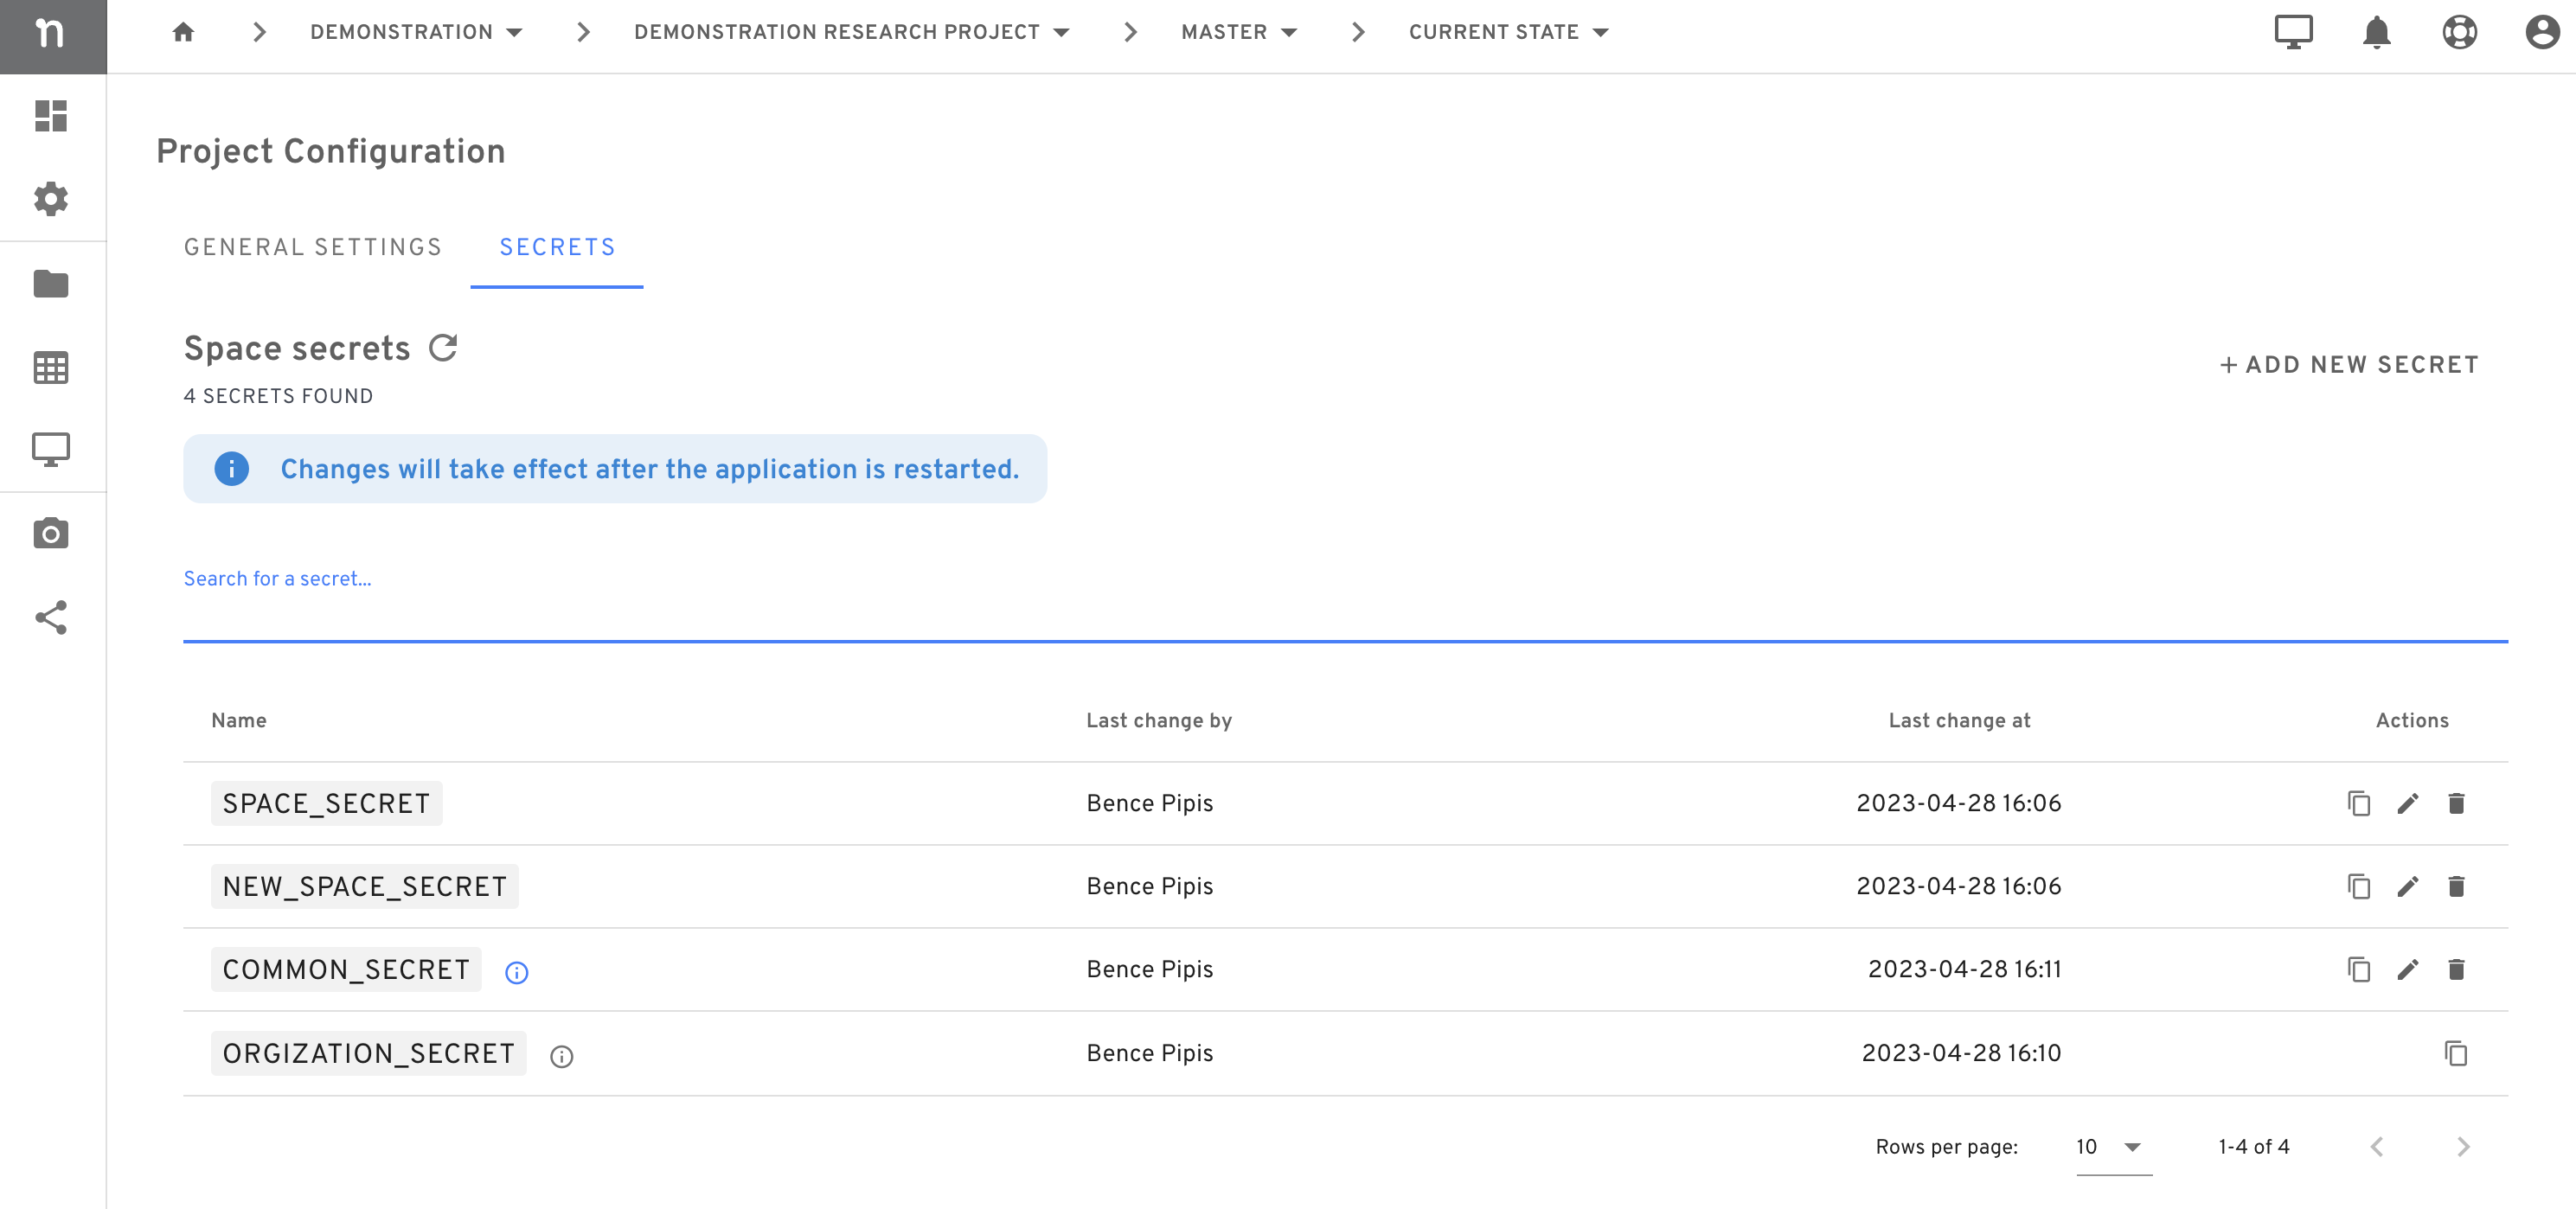 n DEMONSTRATION DEMONSTRATION RESEARCH PROJECT MASTER CURRENT STATE
Project Configuration
GENERAL SETTINGS SECRETS
Space secrets
+ ADD NEW SECRET
4 SECRETS FOUND
Changes will take effect after the application is restarted.
Search for a secret...
Name Last change by Last change at Actions
SPACE_SECRET Bence Pipis 2023-04-28 16:06
NEW_SPACE_SECRET Bence Pipis 2023-04-28 16:06
COMMON_SECRET Bence Pipis 2023-04-28 16:11
ORGIZATION_SECRET Bence Pipis 2023-04-28 16:10
Rows per page: 10 1-4 of 4